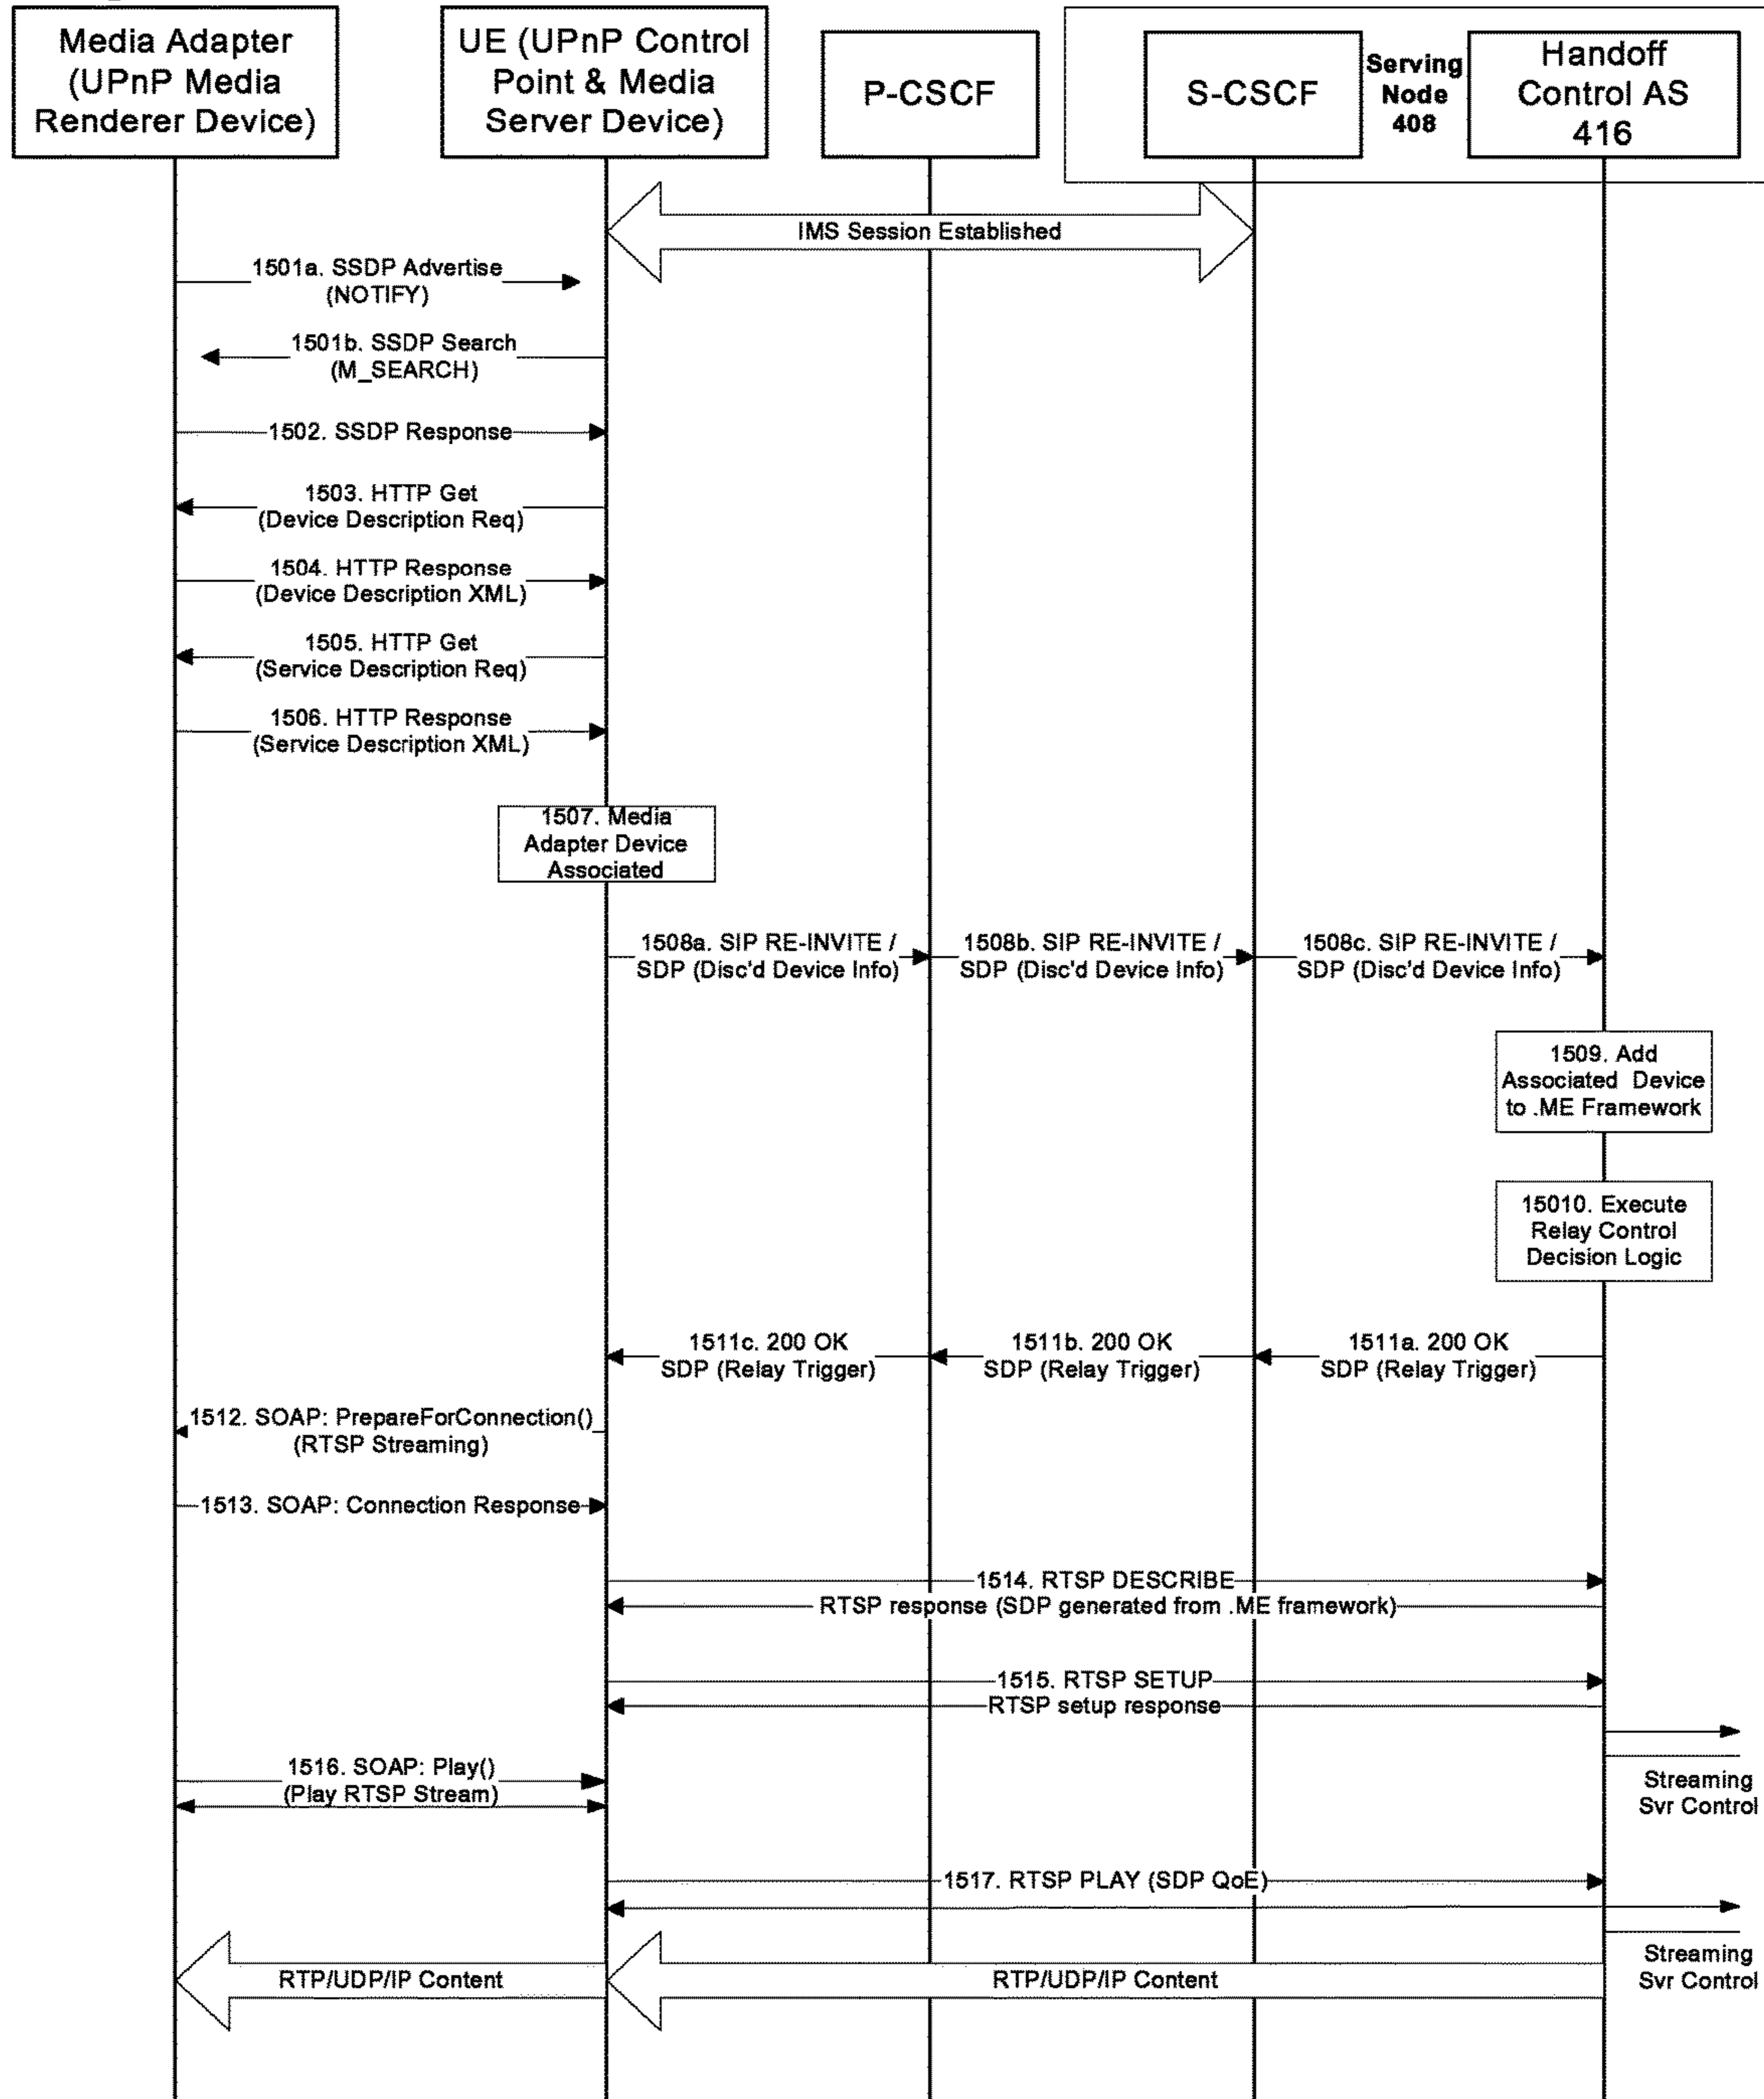 Media Adapter
(UPnP Media
Renderer Device)
UE (UPnP Control
Point & Media
Server Device)
P-CSCF
S-CSCF
Serving
Node
408
Handoff
Control AS
416
IMS Session Established
1501a. SSDP Advertise
(NOTIFY)
1501b. SSDP Search
(M_SEARCH)
1502. SSDP Response
1503. HTTP Get
(Device Description Req)
1504. HTTP Response
(Device Description XML)
1505. HTTP Get
(Service Description Req)
1506. HTTP Response
(Service Description XML)
1507. Media
Adapter Device
Associated
1508a. SIP RE-INVITE /
SDP (Disc'd Device Info)
1508b. SIP RE-INVITE /
SDP (Disc'd Device Info)
1508c. SIP RE-INVITE /
SDP (Disc'd Device Info)
1509. Add
Associated Device
to .ME Framework
15010. Execute
Relay Control
Decision Logic
1511c. 200 OK
SDP (Relay Trigger)
1511b. 200 OK
SDP (Relay Trigger)
1511a. 200 OK
SDP (Relay Trigger)
1512. SOAP: PrepareForConnection()
(RTSP Streaming)
1513. SOAP: Connection Response
1514. RTSP DESCRIBE
RTSP response (SDP generated from .ME framework)
1515. RTSP SETUP
RTSP setup response
1516. SOAP: Play()
(Play RTSP Stream)
Streaming
Svr Control
1517. RTSP PLAY (SDP QoE)
Streaming
Svr Control
RTP/UDP/IP Content
RTP/UDP/IP Content